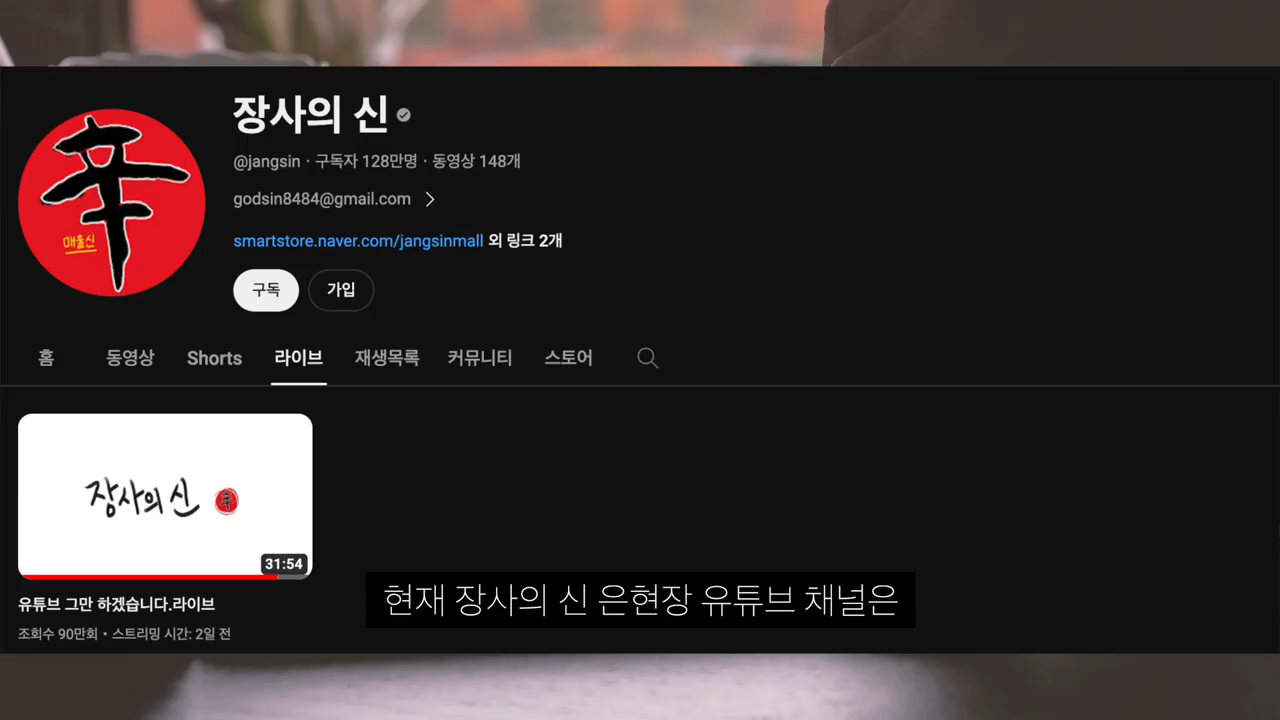 辛
매울신
장사의 신
@jangsin · 구독자 128만명 · 동영상 148개
godsin8484@gmail.com
smartstore.naver.com/jangsinmall 외 링크 2개
구독 가입
홈 동영상 Shorts 라이브 재생목록 커뮤니티 스토어
장사의 신 辛
31:54
유튜브 그만 하겠습니다.라이브
조회수 90만회 • 스트리밍 시간: 2일 전
현재 장사의 신 은현장 유튜브 채널은